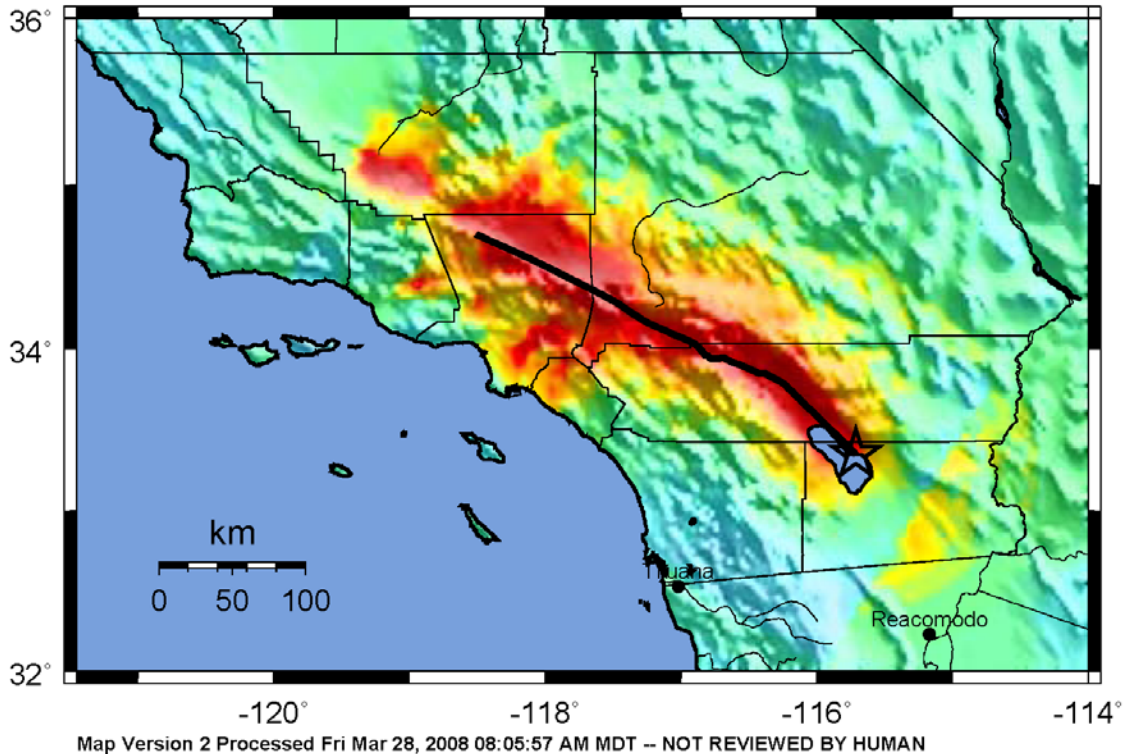 36°
34°
km
0 50 100
Tijuana
Reacomodo
32°
-120° -118° -116° -114°
Map Version 2 Processed Fri Mar 28, 2008 08:05:57 AM MDT -- NOT REVIEWED BY HUMAN